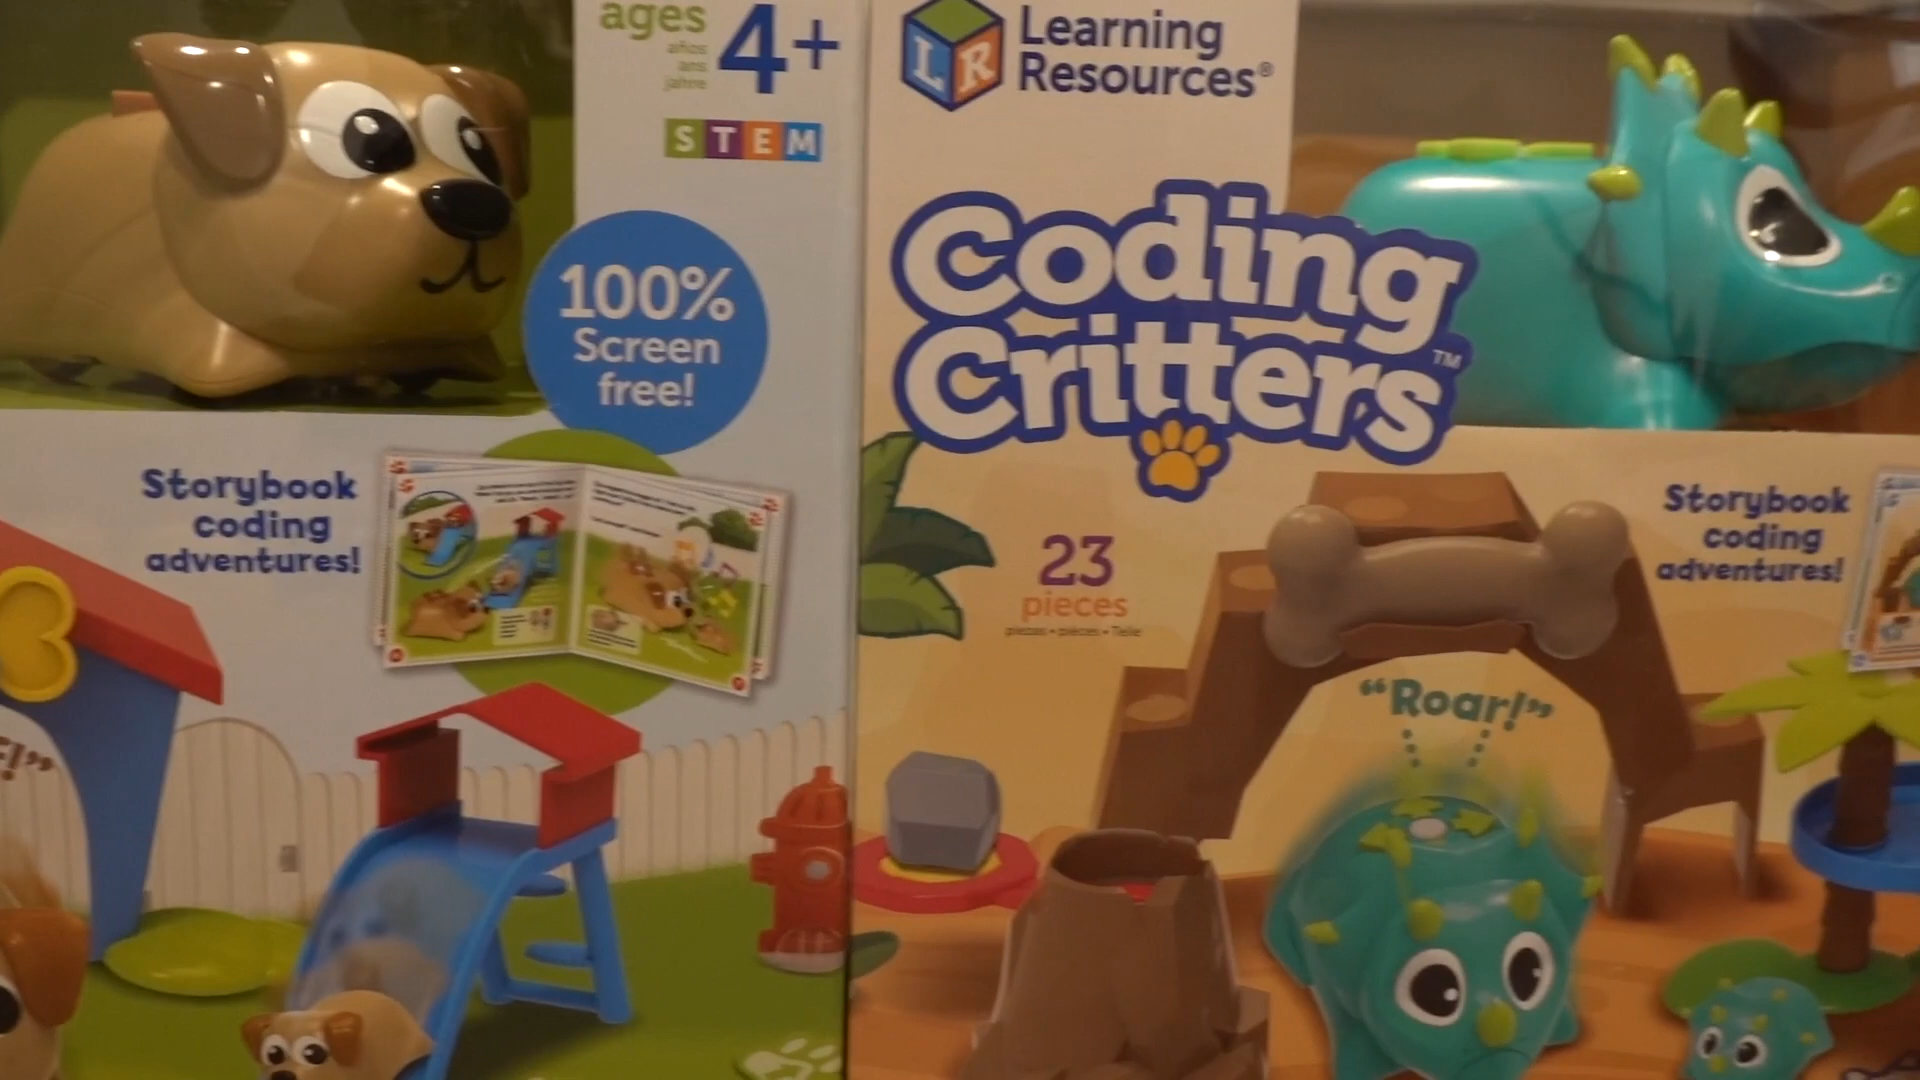 ages
años
ans
jahre
4+
STEM
100%
Screen
free!
Storybook
coding
adventures!
LR
Learning
Resources®
Coding
Critters™
23
pieces
piezas • pièces • Teile
"Roar!"
Storybook
coding
adventures!